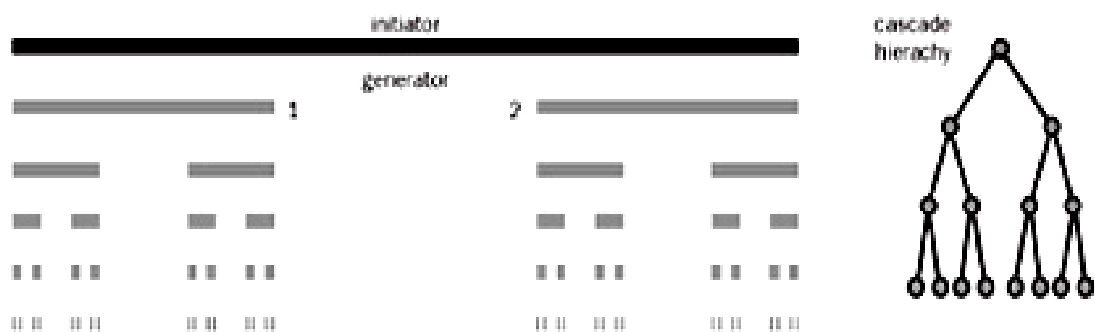 initiator
cascade
hierachy
generator
1
2